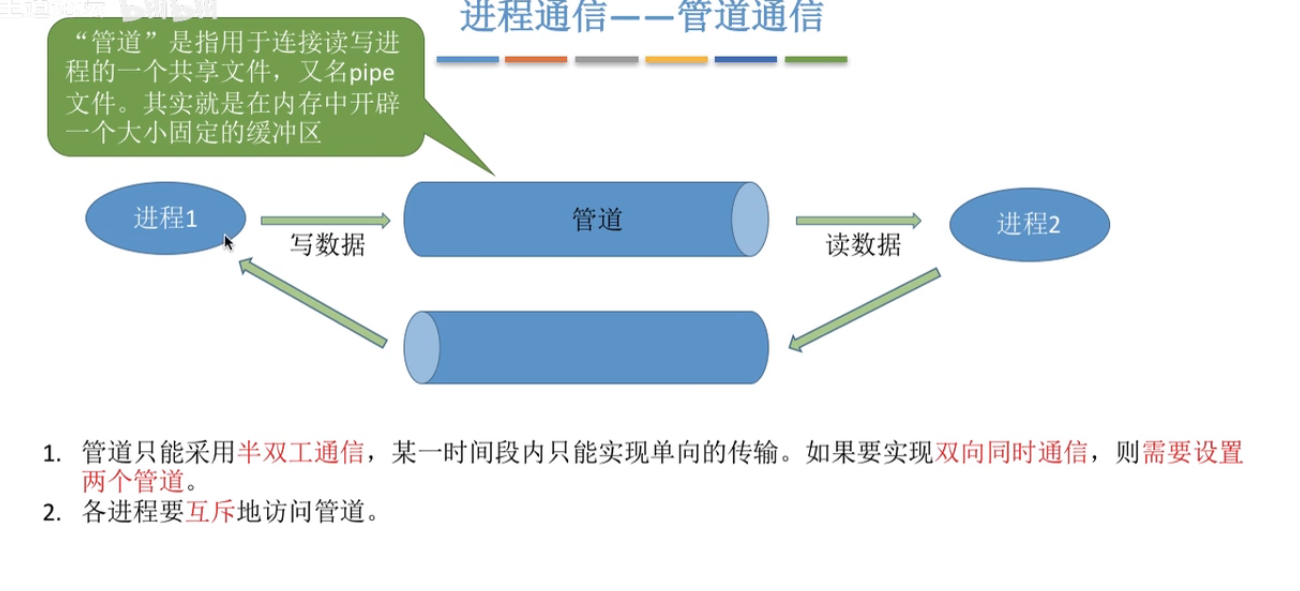 进程通信——管道通信
“管道”是指用于连接读写进
程的一个共享文件，又名pipe
文件。其实就是在内存中开辟
一个大小固定的缓冲区
进程1
写数据
管道
读数据
进程2
1. 管道只能采用半双工通信，某一时间段内只能实现单向的传输。如果要实现双向同时通信，则需要设置
两个管道。
2. 各进程要互斥地访问管道。